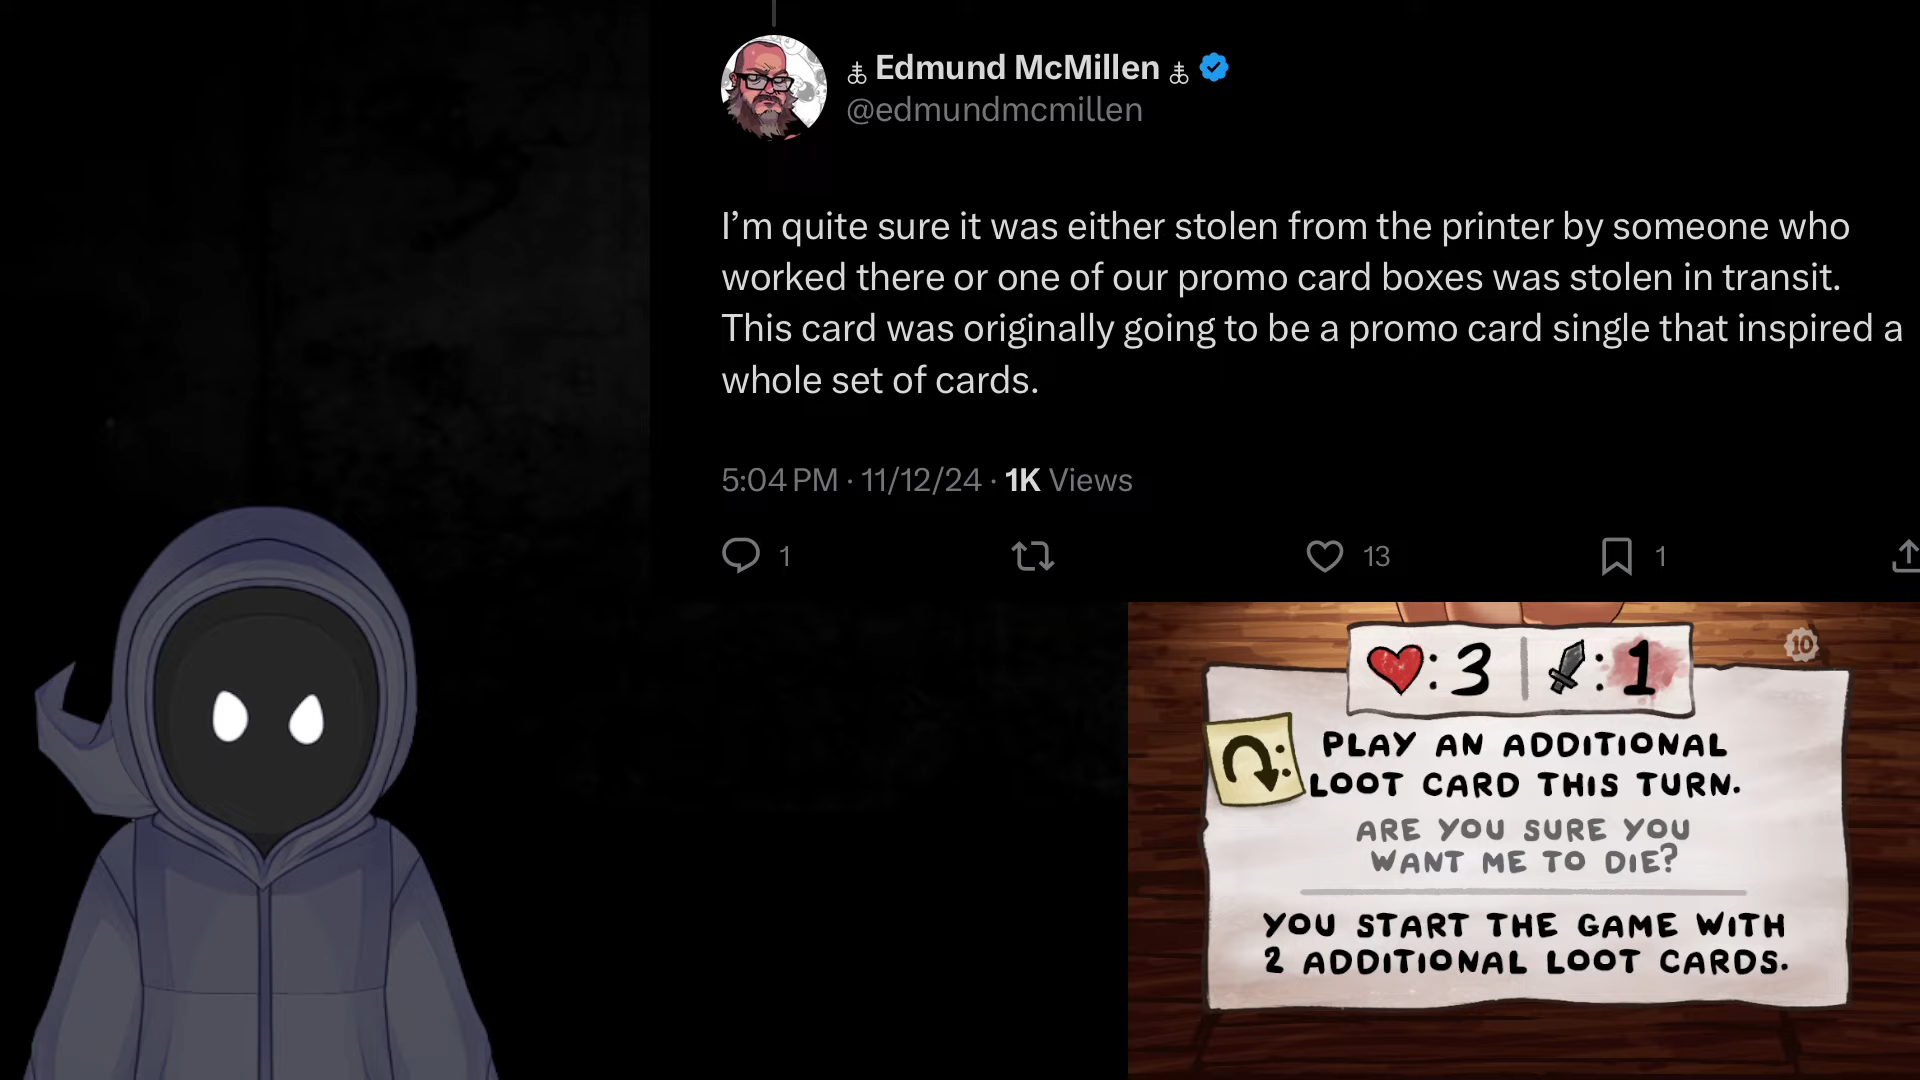 Edmund McMillen
@edmundmcmillen
I’m quite sure it was either stolen from the printer by someone who
worked there or one of our promo card boxes was stolen in transit.
This card was originally going to be a promo card single that inspired a
whole set of cards.
5:04 PM · 11/12/24 · 1K Views
1
13
1
:3 | :1
10
PLAY AN ADDITIONAL
LOOT CARD THIS TURN.
ARE YOU SURE YOU
WANT ME TO DIE?
YOU START THE GAME WITH
2 ADDITIONAL LOOT CARDS.